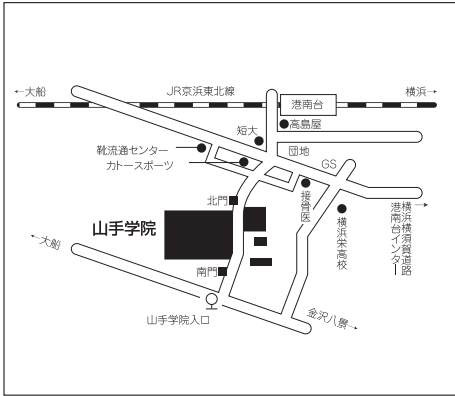 ←大船
JR京浜東北線
横浜→
港南台
短大
高島屋
靴流通センター
団地
カトースポーツ
GS
北門
接骨医
横浜栄高校
横浜横須賀道路
港南台インター→
山手学院
←大船
南門
山手学院入口
金沢八景→